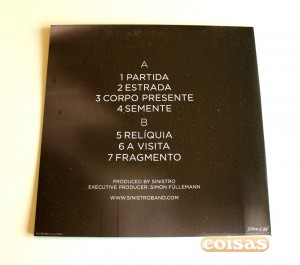 A
1 PARTIDA
2 ESTRADA
3 CORPO PRESENTE
4 SEMENTE
B
5 RELÍQUIA
6 A VISITA
7 FRAGMENTO
PRODUCED BY SINISTRO
EXECUTIVE PRODUCER: SIMON FÜLLEMANN
WWW.SINISTROBAND.COM
coisas